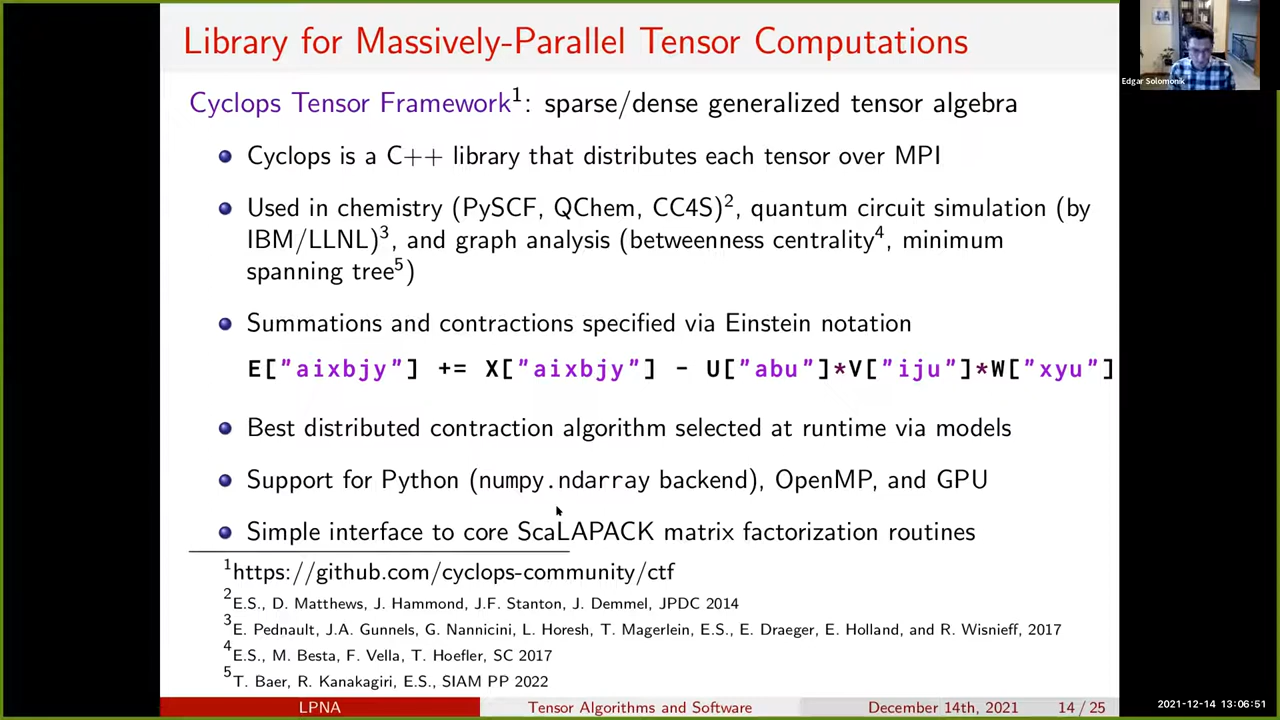 Library for Massively-Parallel Tensor Computations
Edgar Solomonik
Cyclops Tensor Framework1: sparse/dense generalized tensor algebra
Cyclops is a C++ library that distributes each tensor over MPI
Used in chemistry (PySCF, QChem, CC4S)2, quantum circuit simulation (by
IBM/LLNL)3, and graph analysis (betweenness centrality4, minimum
spanning tree5)
Summations and contractions specified via Einstein notation
E["aixbjy"] += X["aixbjy"] - U["abu"]*V["iju"]*W["xyu"]
Best distributed contraction algorithm selected at runtime via models
Support for Python (numpy.ndarray backend), OpenMP, and GPU
Simple interface to core ScaLAPACK matrix factorization routines
1https://github.com/cyclops-community/ctf
2E.S., D. Matthews, J. Hammond, J.F. Stanton, J. Demmel, JPDC 2014
3E. Pednault, J.A. Gunnels, G. Nannicini, L. Horesh, T. Magerlein, E.S., E. Draeger, E. Holland, and R. Wisnieff, 2017
4E.S., M. Besta, F. Vella, T. Hoefler, SC 2017
5T. Baer, R. Kanakagiri, E.S., SIAM PP 2022
LPNA
Tensor Algorithms and Software
December 14th, 2021
14 / 25
2021-12-14 13:06:51